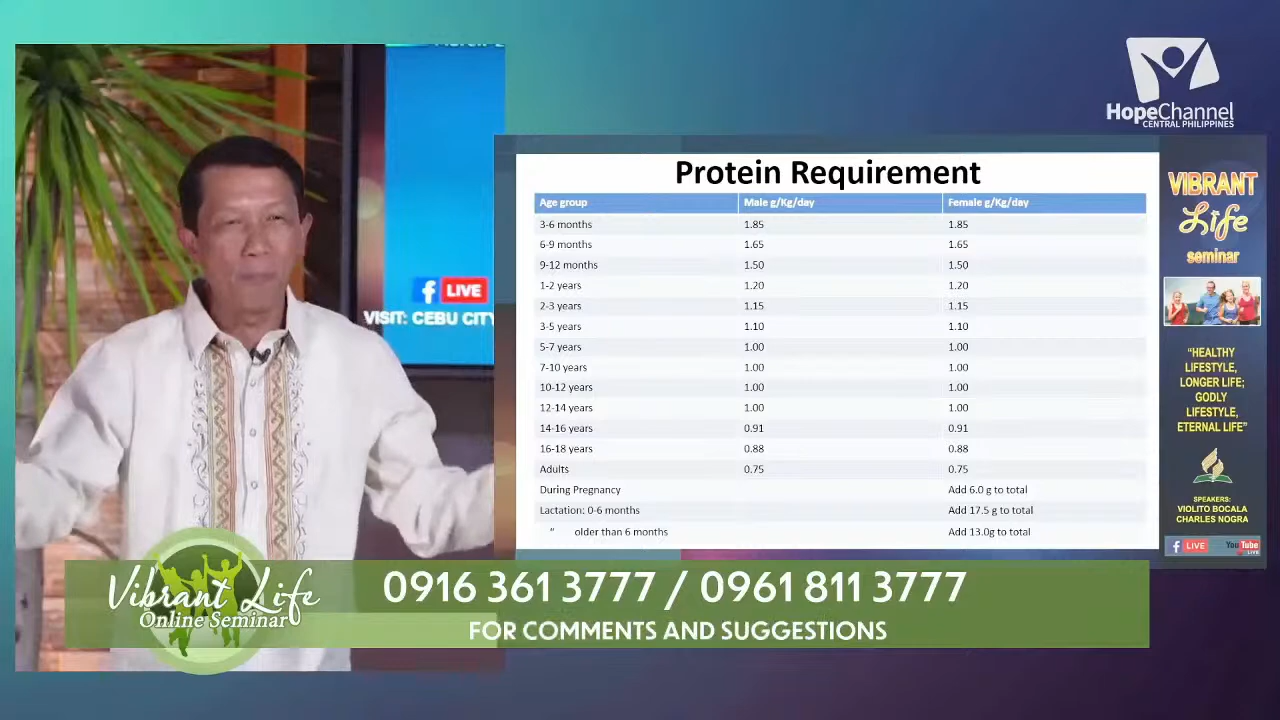 HopeChannel
CENTRAL PHILIPPINES
LIVE
VISIT: CEBU CITY
Protein Requirement
Age group Male g/Kg/day Female g/Kg/day
3-6 months 1.85 1.85
6-9 months 1.65 1.65
9-12 months 1.50 1.50
1-2 years 1.20 1.20
2-3 years 1.15 1.15
3-5 years 1.10 1.10
5-7 years 1.00 1.00
7-10 years 1.00 1.00
10-12 years 1.00 1.00
12-14 years 1.00 1.00
14-16 years 0.91 0.91
16-18 years 0.88 0.88
Adults 0.75 0.75
During Pregnancy Add 6.0 g to total
Lactation: 0-6 months Add 17.5 g to total
" older than 6 months Add 13.0g to total
VIBRANT
Life
seminar
"HEALTHY
LIFESTYLE,
LONGER LIFE;
GODLY
LIFESTYLE,
ETERNAL LIFE"
SPEAKERS:
VIOLITO BOCALA
CHARLES NOGRA
LIVE YouTube
LIVE
Vibrant Life
Online Seminar
0916 361 3777 / 0961 811 3777
FOR COMMENTS AND SUGGESTIONS